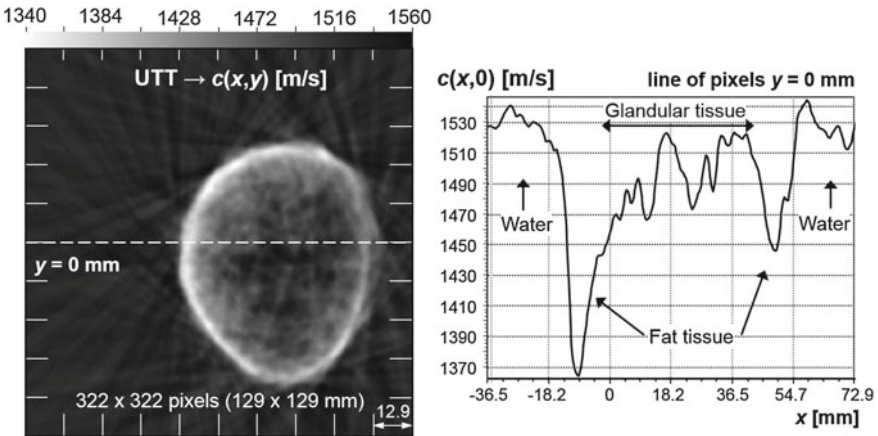 1340 1384 1428 1472 1516 1560
UTT → c(x,y) [m/s]
y = 0 mm
322 x 322 pixels (129 x 129 mm)
12.9
c(x,0) [m/s] line of pixels y = 0 mm
Glandular tissue
1530
1510
1490
1470
1450
1430
1410
1390
1370
Water
Water
Fat tissue
-36.5 -18.2 0 18.2 36.5 54.7 72.9
x [mm]